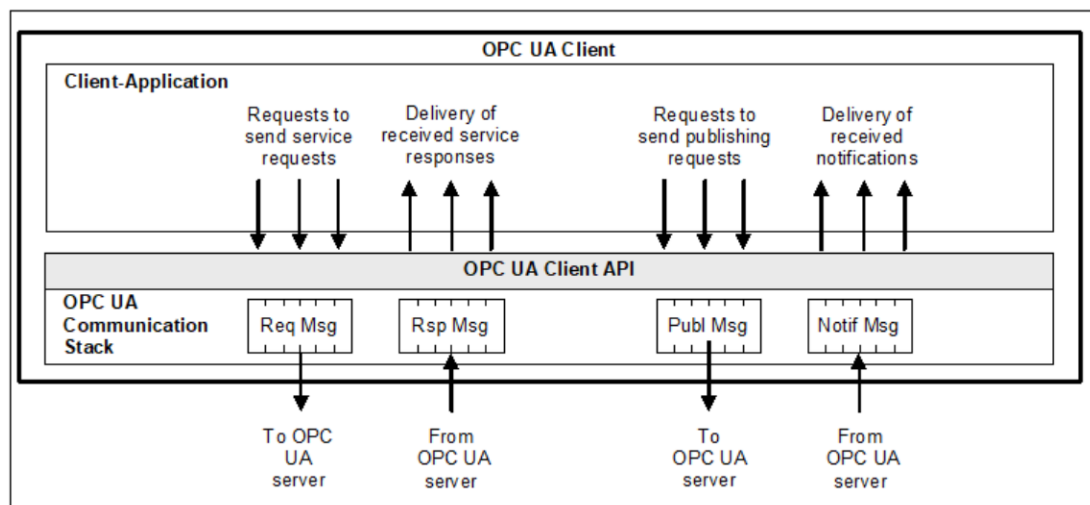 OPC UA Client
Client-Application
Requests to
send service
requests
Delivery of
received service
responses
Requests to
send publishing
requests
Delivery of
received
notifications
OPC UA Client API
OPC UA
Communication
Stack
Req Msg
Rsp Msg
Publ Msg
Notif Msg
To OPC
UA
server
From
OPC UA
server
To
OPC UA
server
From
OPC UA
server